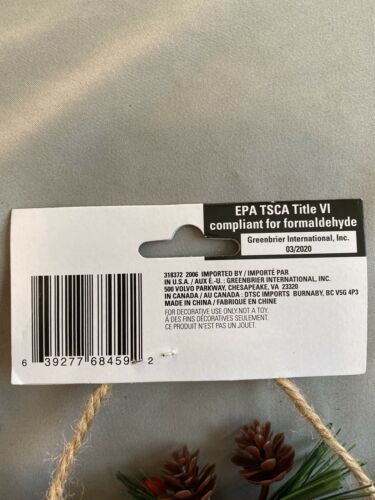 EPA TSCA Title VI
compliant for formaldehyde
Greenbrier International, Inc.
03/2020
318372 2006 IMPORTED BY / IMPORTÉ PAR
IN U.S.A. / AUX É.-U. : GREENBRIER INTERNATIONAL, INC.
500 VOLVO PARKWAY, CHESAPEAKE, VA 23320
IN CANADA / AU CANADA : DTSC IMPORTS BURNABY, BC V5G 4P3
MADE IN CHINA / FABRIQUÉ EN CHINE
FOR DECORATIVE USE ONLY.NOT A TOY.
À DES FINS DÉCORATIVES SEULEMENT.
CE PRODUIT N'EST PAS UN JOUET.
6 39277 68459 2